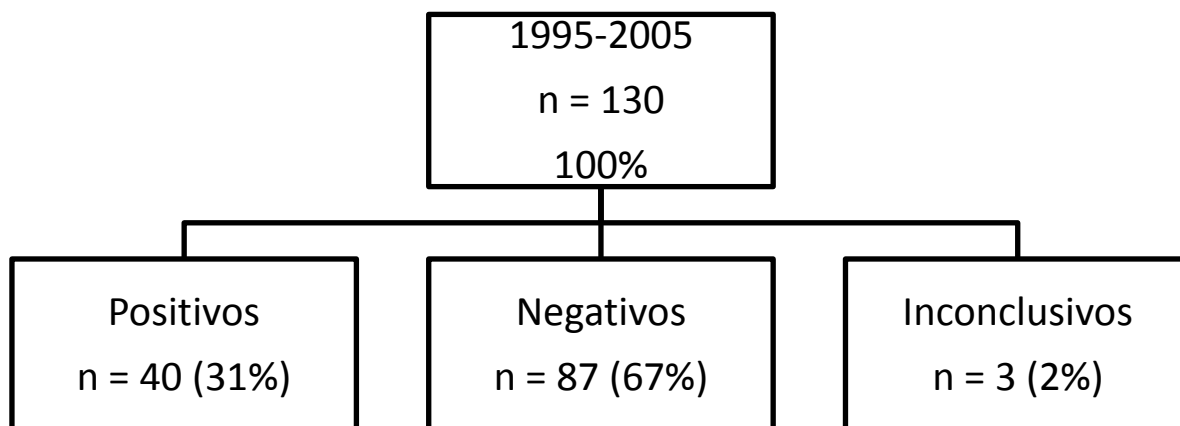 1995-2005
n = 130
100%
Positivos
n = 40 (31%)
Negativos
n = 87 (67%)
Inconclusivos
n = 3 (2%)